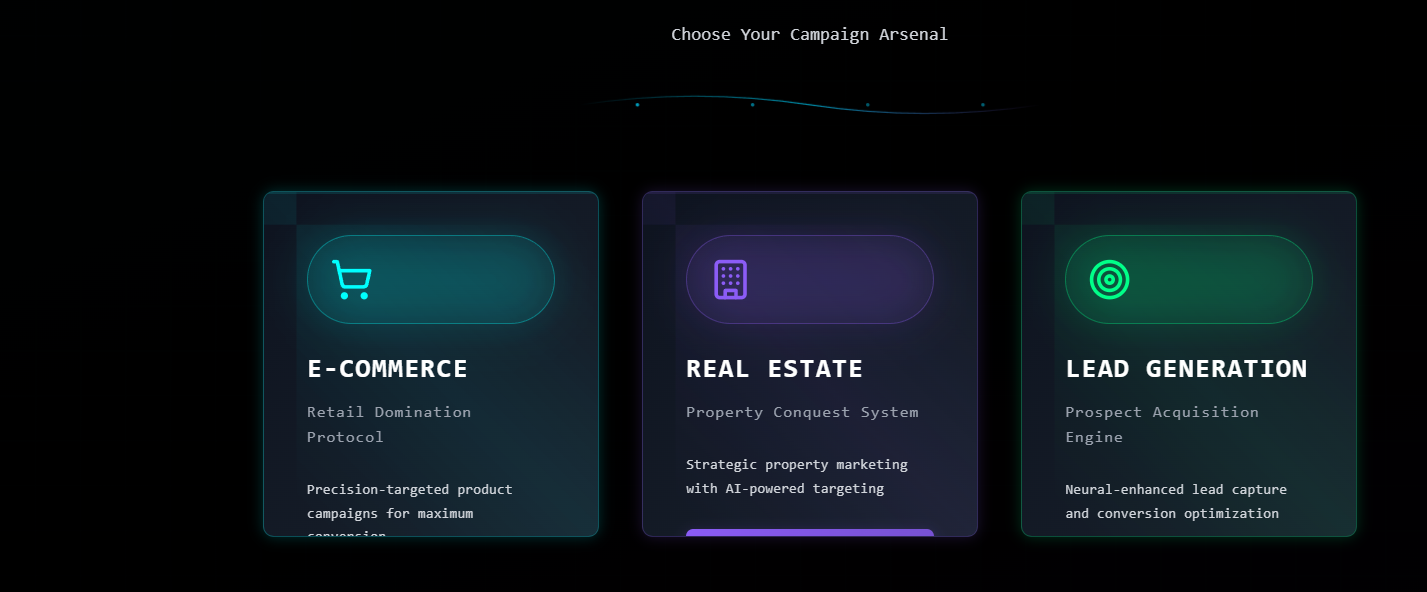 Choose Your Campaign Arsenal
E-COMMERCE
Retail Domination
Protocol
Precision-targeted product
campaigns for maximum
conversion
REAL ESTATE
Property Conquest System
Strategic property marketing
with AI-powered targeting
LEAD GENERATION
Prospect Acquisition
Engine
Neural-enhanced lead capture
and conversion optimization